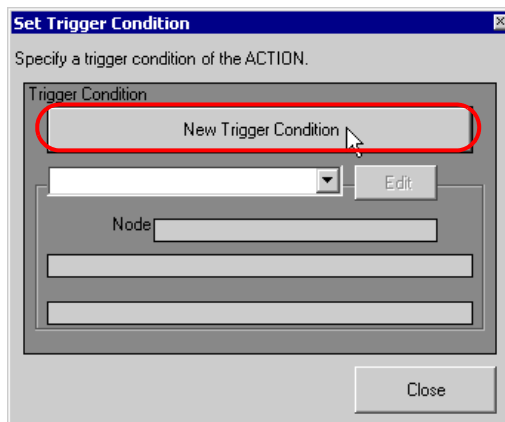 Set Trigger Condition
Specify a trigger condition of the ACTION.
Trigger Condition
New Trigger Condition
Edit
Node
Close